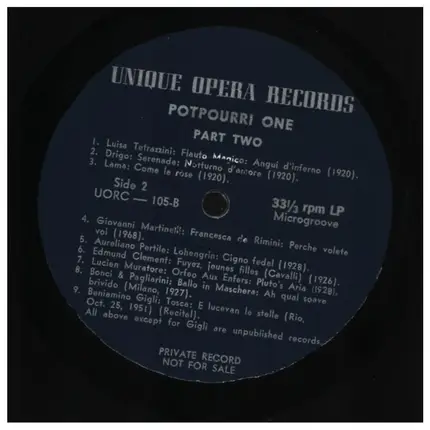 UNIQUE OPERA RECORDS
POTPOURRI ONE
PART TWO
1. Luisa Tetrazzini: Flauto Magico: Angui d'inferno (1920).
2. Drigo: Serenade: Notturno d'amore (1920).
3. Lama: Come le rose (1920).
Side 2
UORC — 105-B
33⅓ rpm LP
Microgroove
4. Giovanni Martinelli: Francesca de Rimini: Perche volete
voi (1968).
5. Aureliano Pertile: Lohengrin: Cigno fedel (1928).
6. Edmund Clement: Fuyez, jeunes filles (Cavalli) (1926).
7. Lucien Muratore: Orfeo Aux Enfers: Pluto's Aria (1928).
8. Bonci & Pagliarini: Ballo in Maschera: Ah qual soave
brivido (Milano, 1927).
9. Beniamino Gigli: Tosca: E lucevan le stelle (Rio,
Oct. 25, 1951) (Recital).
All above except for Gigli are unpublished records.
PRIVATE RECORD
NOT FOR SALE